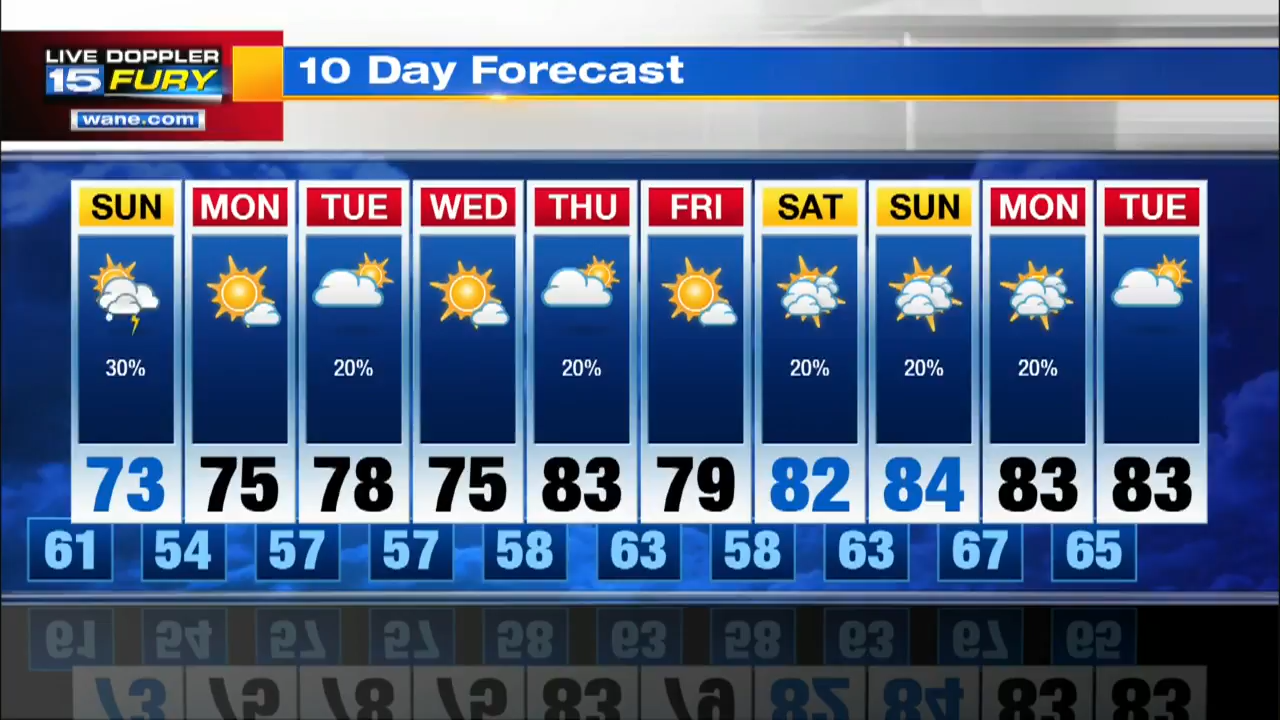 LIVE DOPPLER
15 FURY
wane.com
10 Day Forecast
SUN MON TUE WED THU FRI SAT SUN MON TUE
30% 20% 20% 20% 20% 20%
73 75 78 75 83 79 82 84 83 83
61 54 57 57 58 63 58 63 67 65